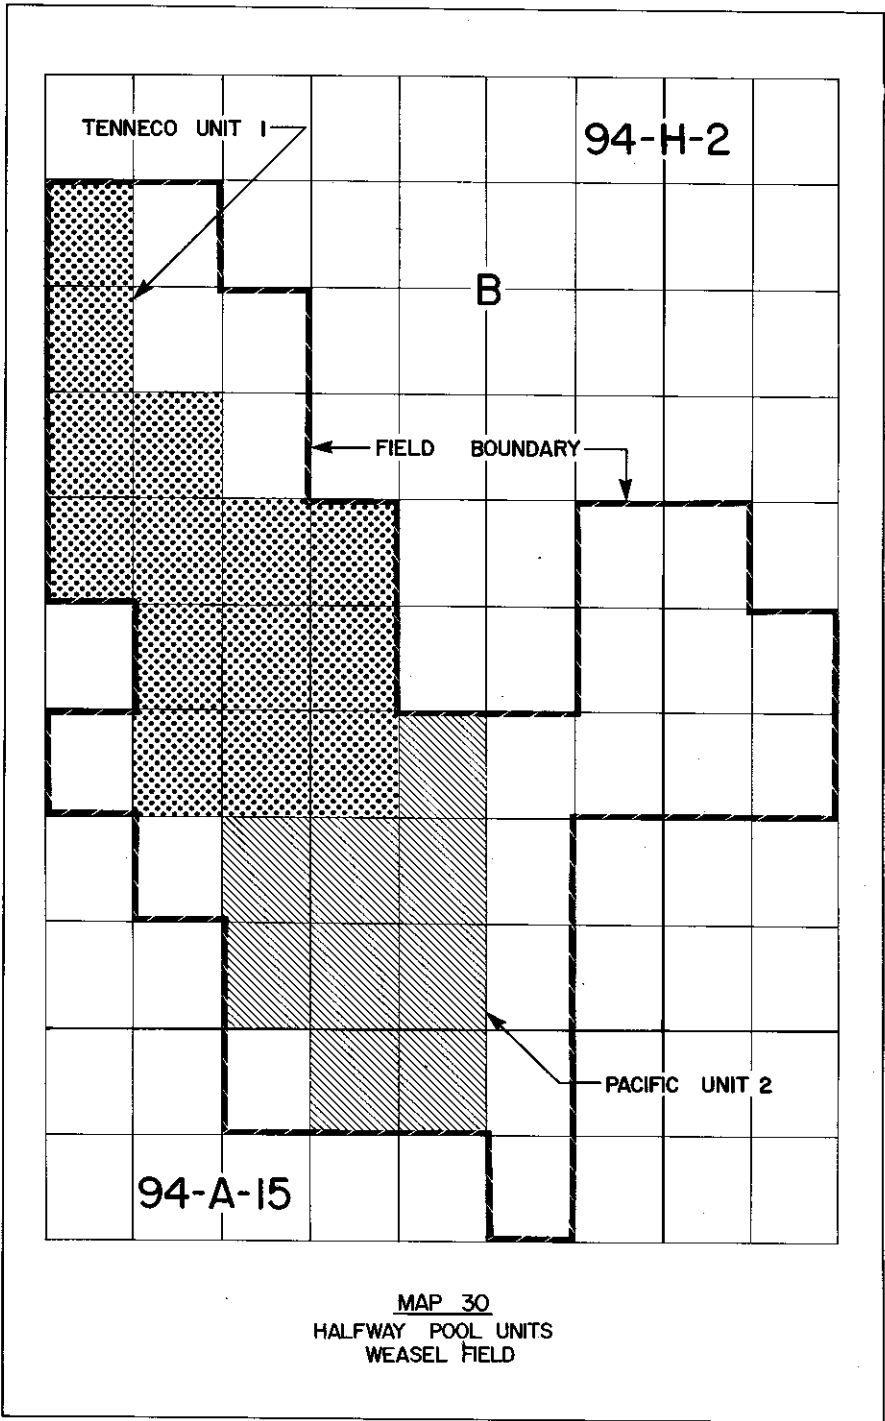 TENNECO UNIT 1
94-H-2
B
FIELD BOUNDARY
PACIFIC UNIT 2
94-A-15
MAP 30
HALFWAY POOL UNITS
WEASEL FIELD